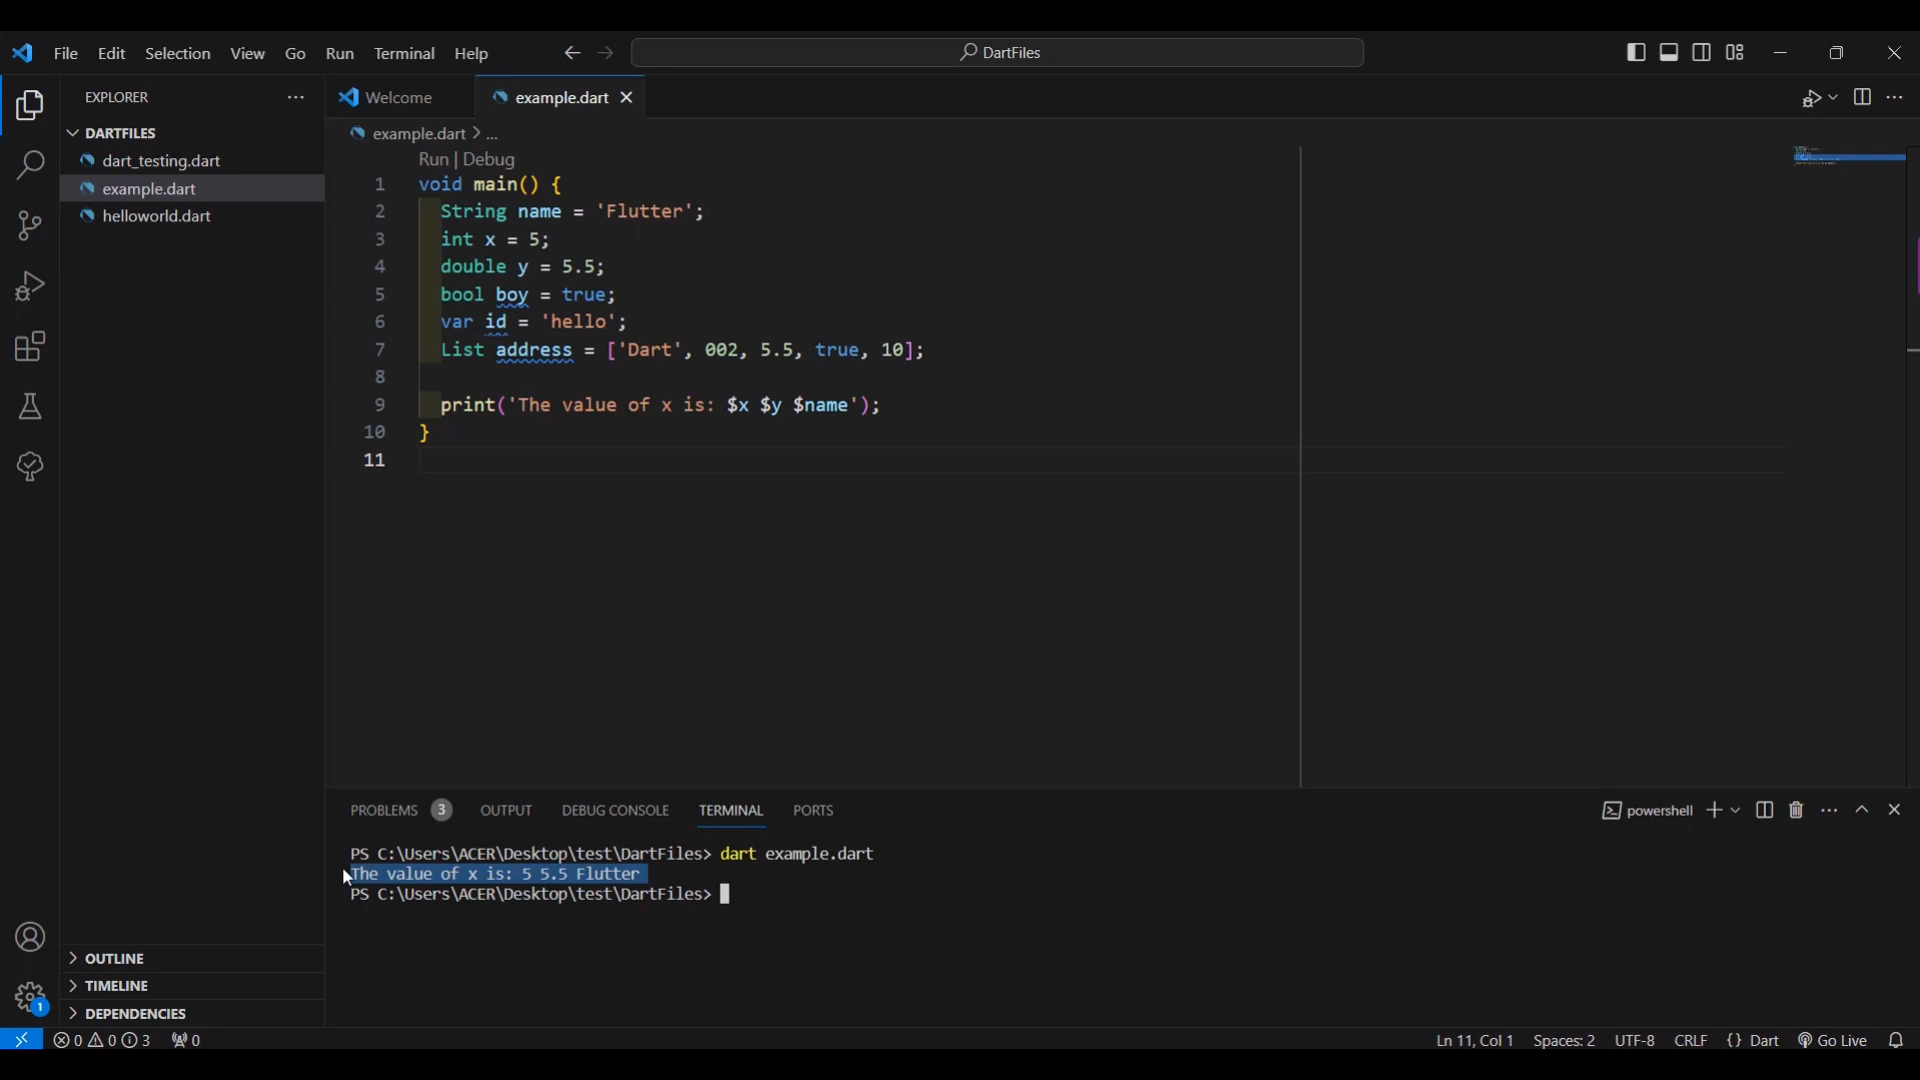 File Edit Selection View Go Run Terminal Help
DartFiles
EXPLORER
DARTFILES
dart_testing.dart
example.dart
helloworld.dart
OUTLINE
TIMELINE
DEPENDENCIES
1
Welcome
example.dart
example.dart > ...
Run | Debug
1 void main() {
2 String name = 'Flutter';
3 int x = 5;
4 double y = 5.5;
5 bool boy = true;
6 var id = 'hello';
7 List address = ['Dart', 002, 5.5, true, 10];
8
9 print('The value of x is: $x $y $name');
10 }
11
PROBLEMS 3 OUTPUT DEBUG CONSOLE TERMINAL PORTS
powershell
PS C:\Users\ACER\Desktop\test\DartFiles> dart example.dart
The value of x is: 5 5.5 Flutter
PS C:\Users\ACER\Desktop\test\DartFiles>
0 0 3 0
Ln 11, Col 1 Spaces: 2 UTF-8 CRLF {} Dart Go Live